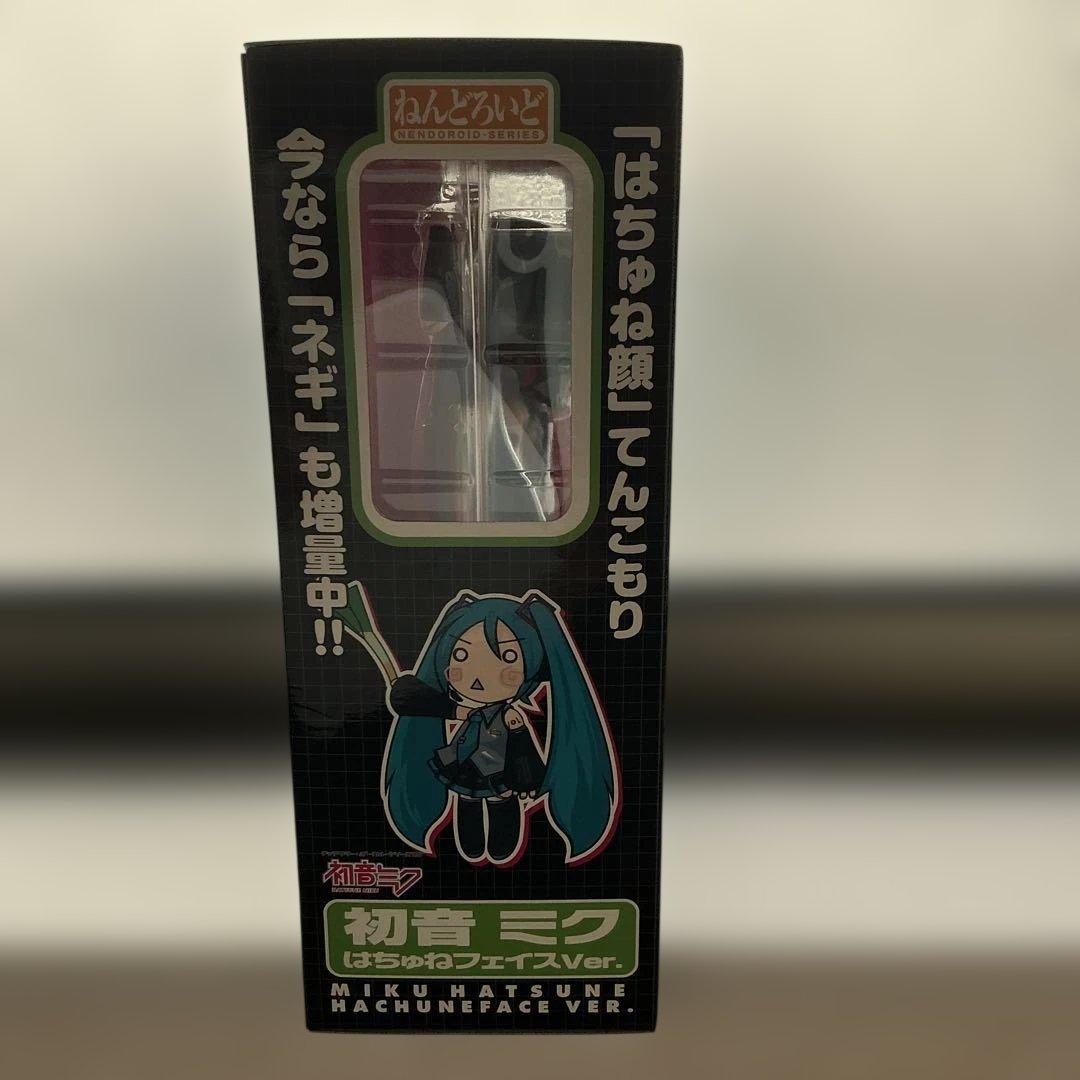 ねんどろいど
NENDOROID-SERIES
「はちゅね顔」てんこもり
今なら「ネギ」も増量中!!
初音ミク
HATSUNE MIKU
初音 ミク
はちゅねフェイスVer.
MIKU HATSUNE
HACHUNEFACE VER.